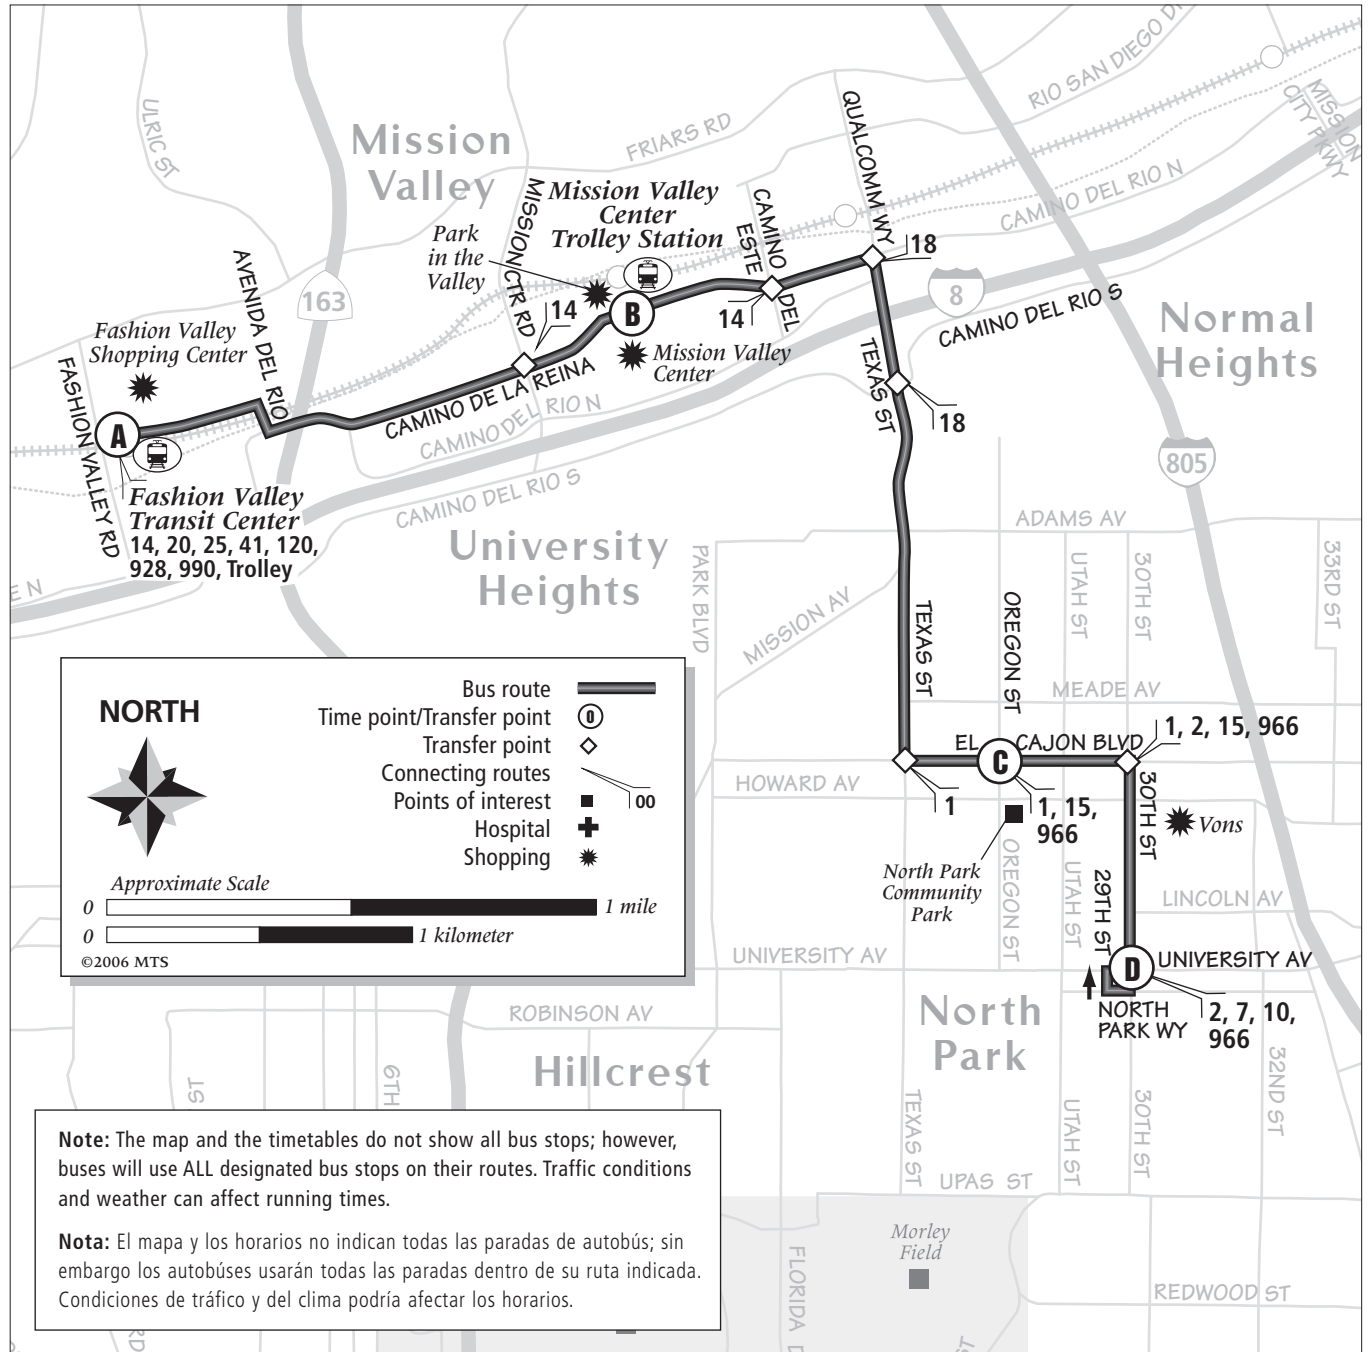 RIO SAN DIEGO D
MISSION
CITY PKWY
ULRIC ST
Mission
Valley
FRIARS RD
QUALCOMM WY
CAMINO DEL RIO N
MISSION CTR RD
Mission Valley
Center
Trolley Station
CAMINO
ESTE
DEL
18
Park
in the
Valley
AVENIDA DEL RIO
163
8
CAMINO DEL RIO S
Normal
Heights
14
B
14
Fashion Valley
Shopping Center
Mission Valley
Center
FASHION VALLEY RD
CAMINO DE LA REINA
TEXAS ST
CAMINO DEL RIO N
18
A
805
CAMINO DEL RIO S
Fashion Valley
Transit Center
14, 20, 25, 41, 120,
928, 990, Trolley
University
Heights
ADAMS AV
E N
PARK BLVD
MISSION AV
TEXAS ST
OREGON ST
UTAH ST
30TH ST
33RD ST
MEADE AV
NORTH
Bus route
Time point/Transfer point
0
Transfer point
Connecting routes
00
Points of interest
Hospital
Shopping
Approximate Scale
0
1 mile
0
1 kilometer
©2006 MTS
1, 2, 15, 966
EL
CAJON BLVD
C
HOWARD AV
1
1, 15,
966
30TH ST
Vons
North Park
Community
Park
OREGON ST
UTAH ST
29TH ST
LINCOLN AV
UNIVERSITY AV
D
UNIVERSITY AV
NORTH
PARK WY
2, 7, 10,
966
North
Park
ROBINSON AV
Hillcrest
ST
6TH
TEXAS ST
UTAH ST
30TH ST
32ND ST
UPAS ST
Note: The map and the timetables do not show all bus stops; however,
buses will use ALL designated bus stops on their routes. Traffic conditions
and weather can affect running times.
Nota: El mapa y los horarios no indican todas las paradas de autobús; sin
embargo los autobúses usarán todas las paradas dentro de su ruta indicada.
Condiciones de tráfico y del clima podría afectar los horarios.
Morley
Field
FLORIDA D
REDWOOD ST
RD
ST